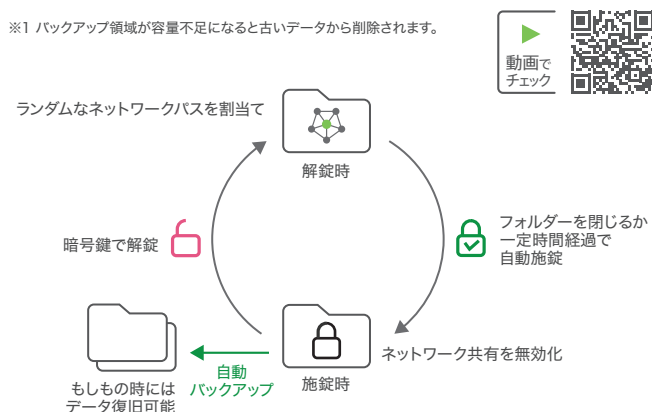 ※1 バックアップ領域が容量不足になると古いデータから削除されます。
動画で
チェック
ランダムなネットワークパスを割当て
解錠時
暗号鍵で解錠
フォルダーを閉じるか
一定時間経過で
自動施錠
ネットワーク共有を無効化
施錠時
自動
バックアップ
もしもの時には
データ復旧可能